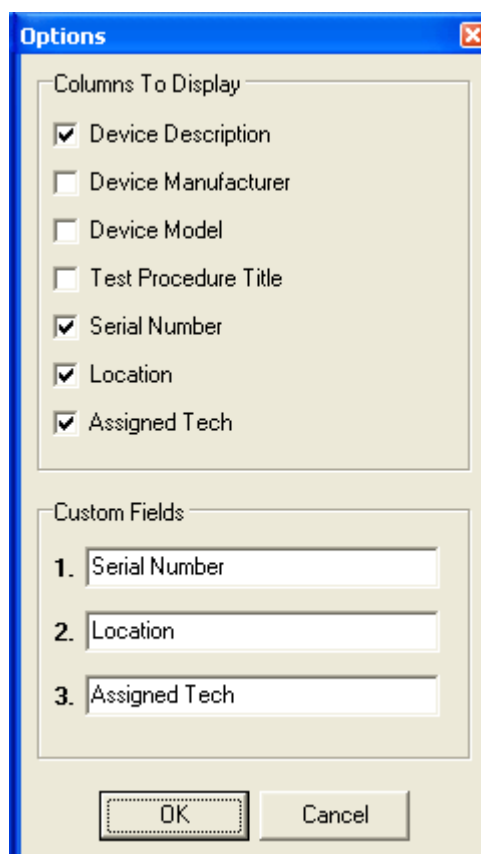 Options
Columns To Display
Device Description
Device Manufacturer
Device Model
Test Procedure Title
Serial Number
Location
Assigned Tech
Custom Fields
1. Serial Number
2. Location
3. Assigned Tech
OK Cancel